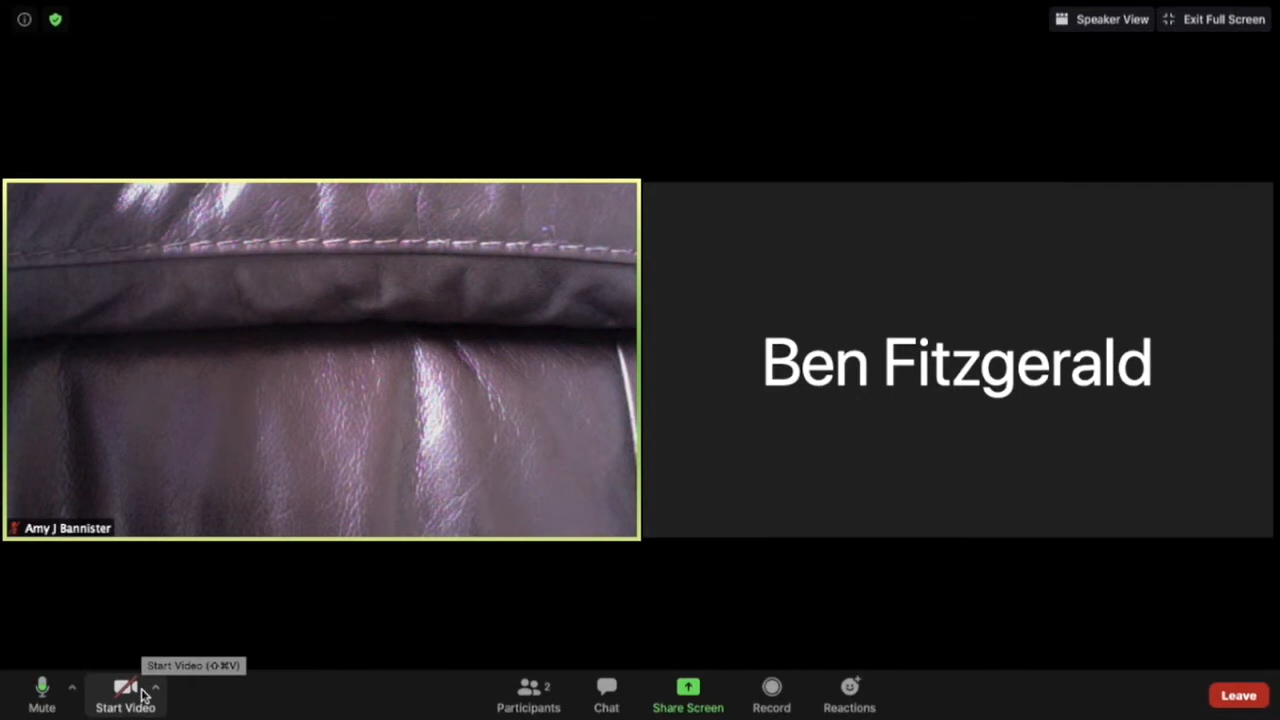 Speaker View
Exit Full Screen
Ben Fitzgerald
Amy J Bannister
Start Video (⇧⌘V)
Mute
Start Video
Participants
2
Chat
Share Screen
Record
Reactions
Leave